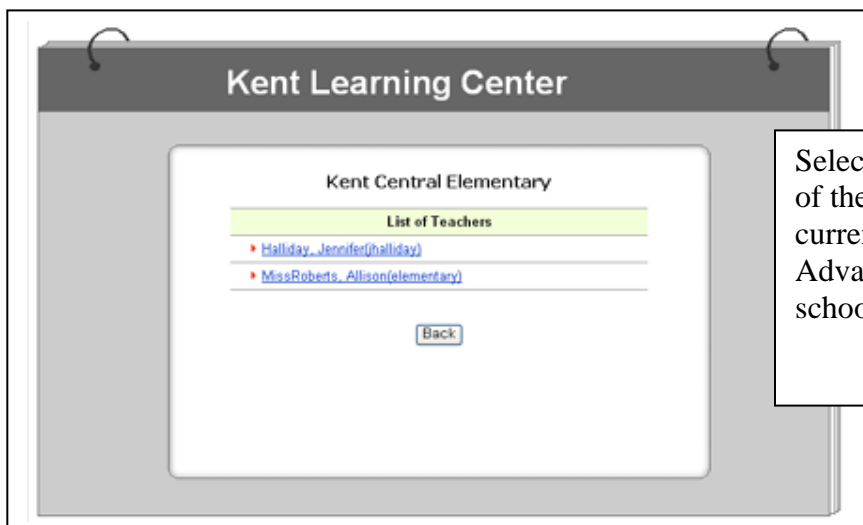 Kent Learning Center
Kent Central Elementary
List of Teachers
Halliday, Jennifer(jhalliday)
MissRoberts, Allison(elementary)
Back
Selec
of the
curre
Adva
schoo